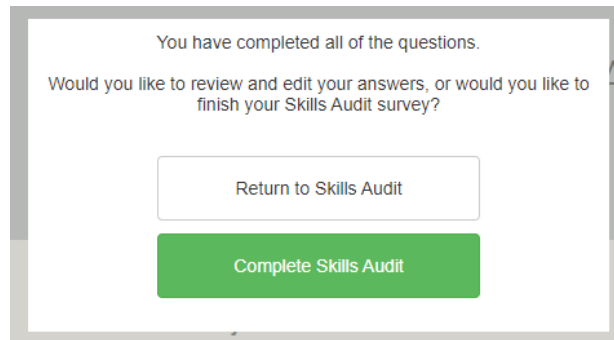 You have completed all of the questions.
Would you like to review and edit your answers, or would you like to
finish your Skills Audit survey?
Return to Skills Audit
Complete Skills Audit